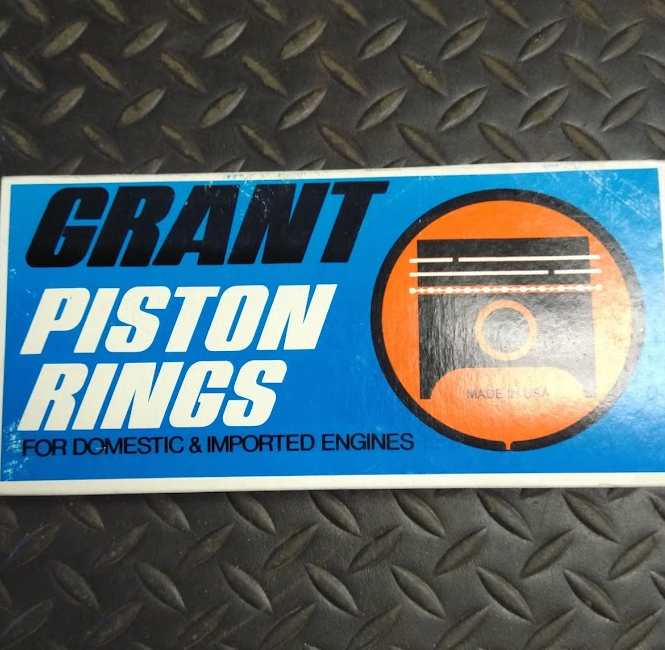 GRANT
PISTON
RINGS
FOR DOMESTIC & IMPORTED ENGINES
MADE IN USA